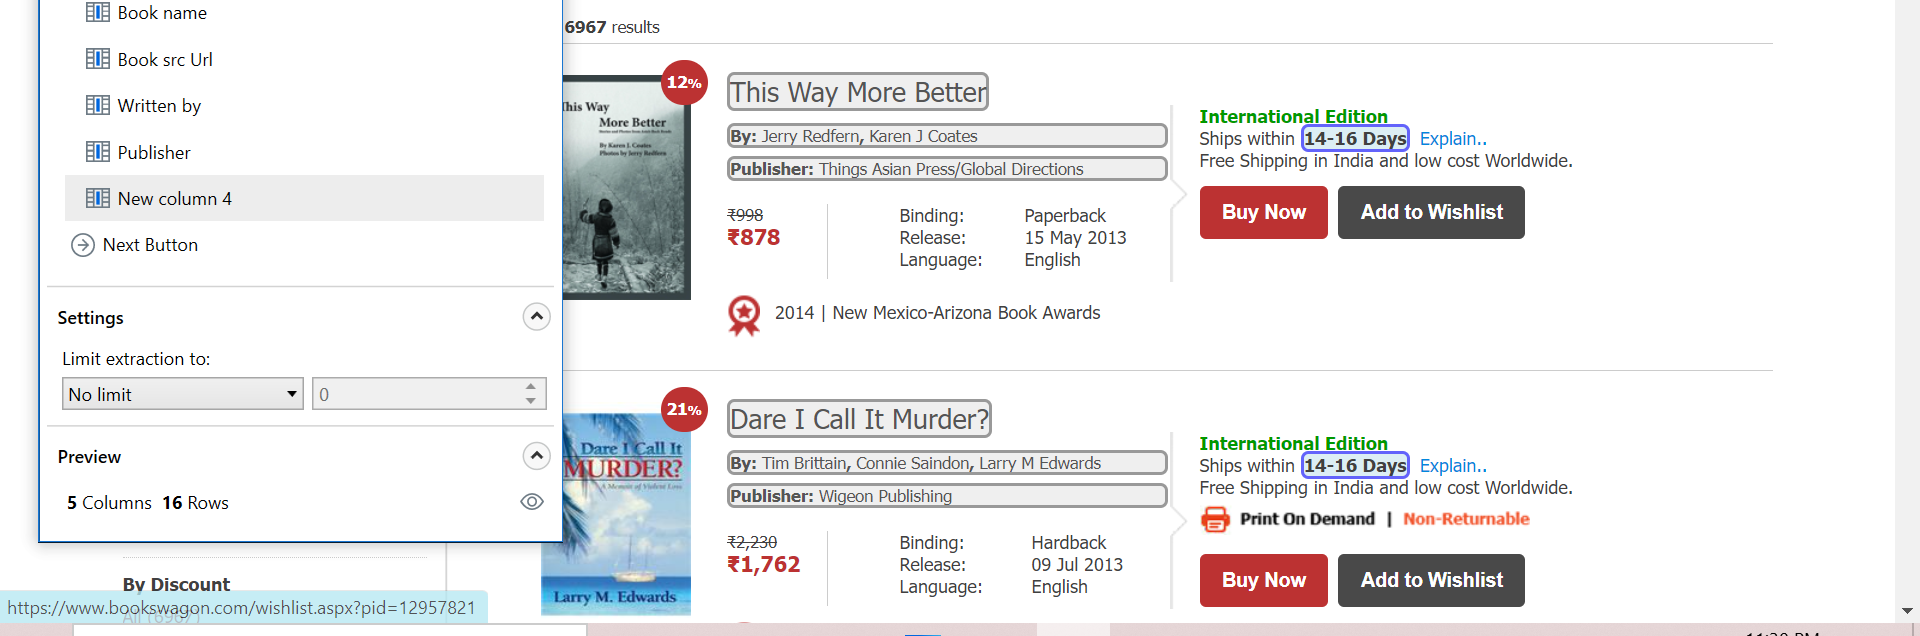 Book name
Book src Url
Written by
Publisher
New column 4
Next Button
Settings
Limit extraction to:
No limit
0
Preview
5 Columns 16 Rows
By Discount
All (6967)
https://www.bookswagon.com/wishlist.aspx?pid=12957821
6967 results
12%
This Way
More Better
By Karen J. Coates
Photos by Jerry Redfern
This Way More Better
By: Jerry Redfern, Karen J Coates
Publisher: Things Asian Press/Global Directions
₹998
₹878
Binding: Paperback
Release: 15 May 2013
Language: English
2014 | New Mexico-Arizona Book Awards
International Edition
Ships within 14-16 Days Explain..
Free Shipping in India and low cost Worldwide.
Buy Now
Add to Wishlist
21%
Dare I Call It
MURDER?
A Memoir of Violent Loss
Larry M. Edwards
Dare I Call It Murder?
By: Tim Brittain, Connie Saindon, Larry M Edwards
Publisher: Wigeon Publishing
₹2,230
₹1,762
Binding: Hardback
Release: 09 Jul 2013
Language: English
International Edition
Ships within 14-16 Days Explain..
Free Shipping in India and low cost Worldwide.
Print On Demand | Non-Returnable
Buy Now
Add to Wishlist